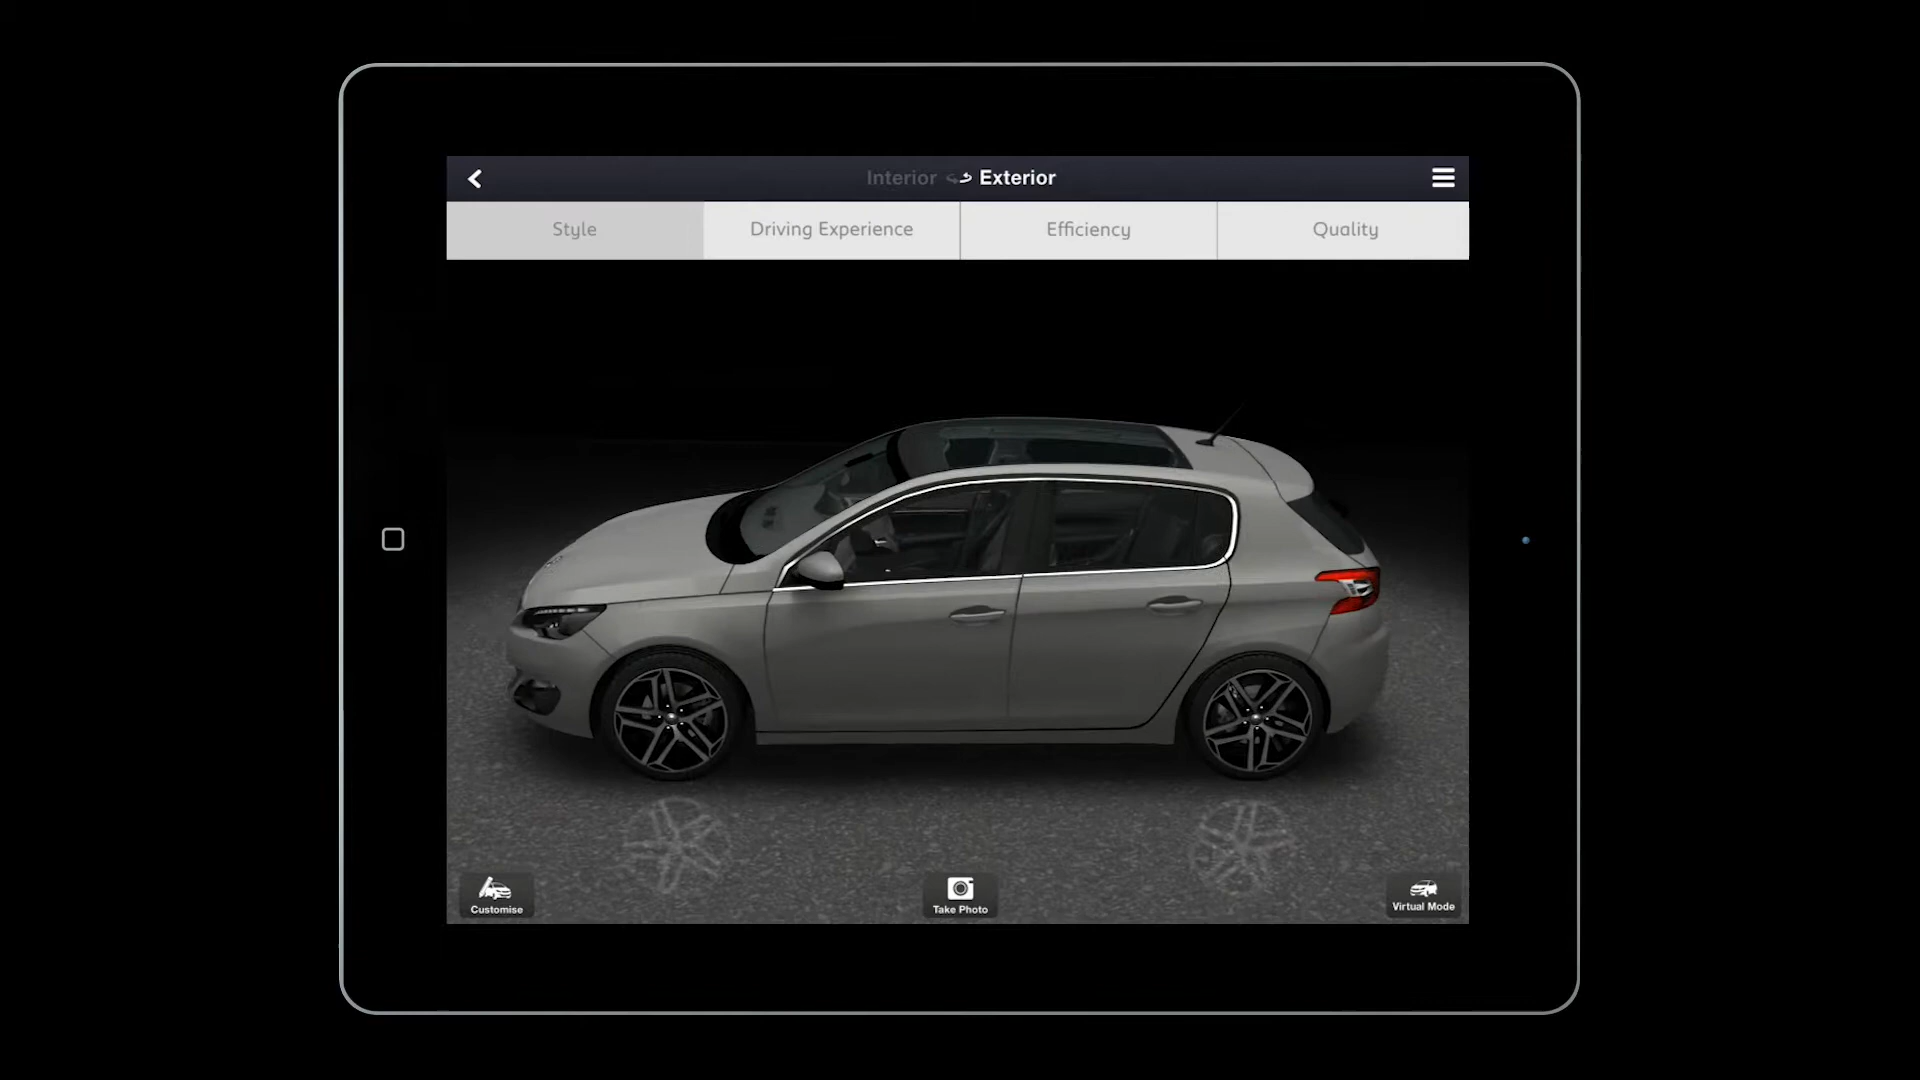 Interior Exterior
Style Driving Experience Efficiency Quality
Customise Take Photo Virtual Mode